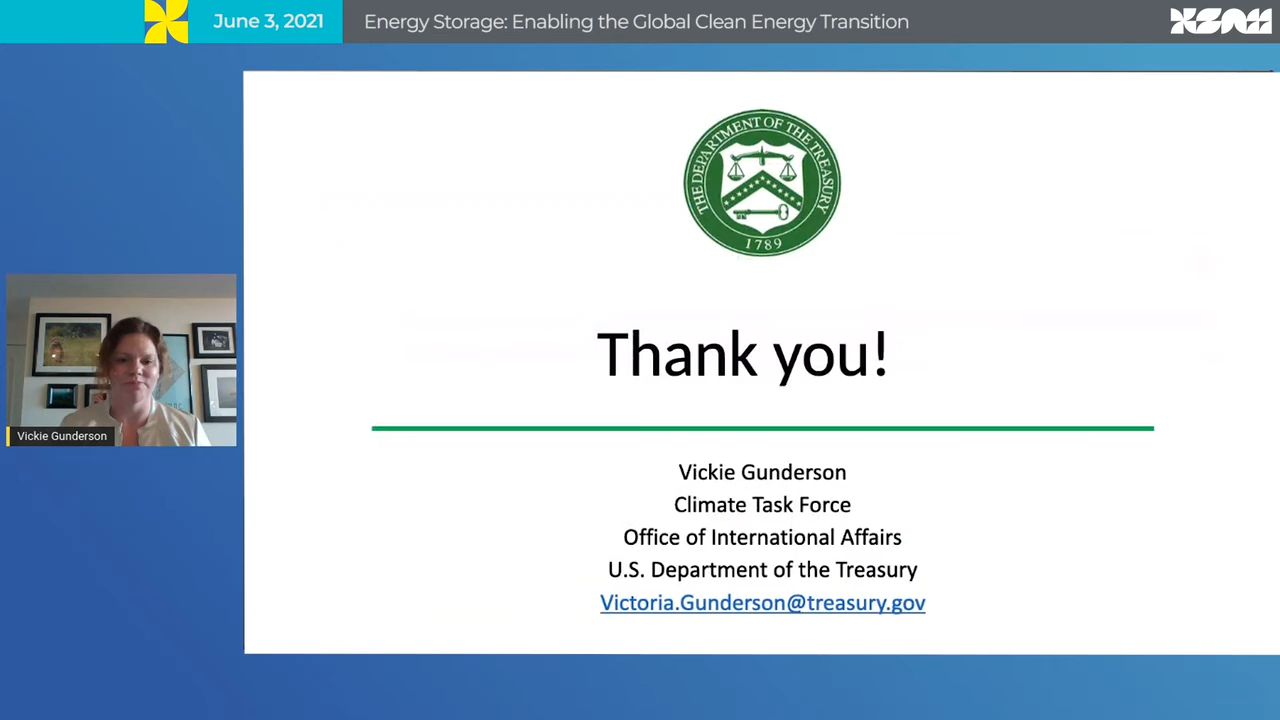 June 3, 2021
Energy Storage: Enabling the Global Clean Energy Transition
THE DEPARTMENT OF THE TREASURY
1789
Thank you!
Vickie Gunderson
Vickie Gunderson
Climate Task Force
Office of International Affairs
U.S. Department of the Treasury
Victoria.Gunderson@treasury.gov